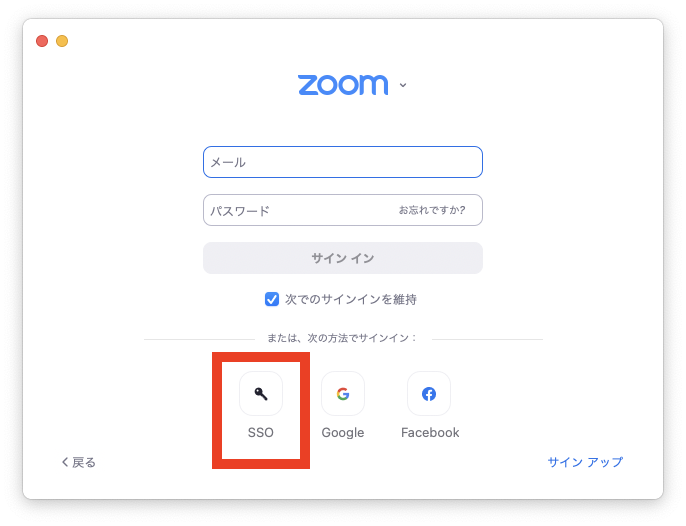 zoom
メール
パスワード お忘れですか?
サイン イン
次でのサインインを維持
または、次の方法でサインイン：
SSO Google Facebook
戻る サイン アップ